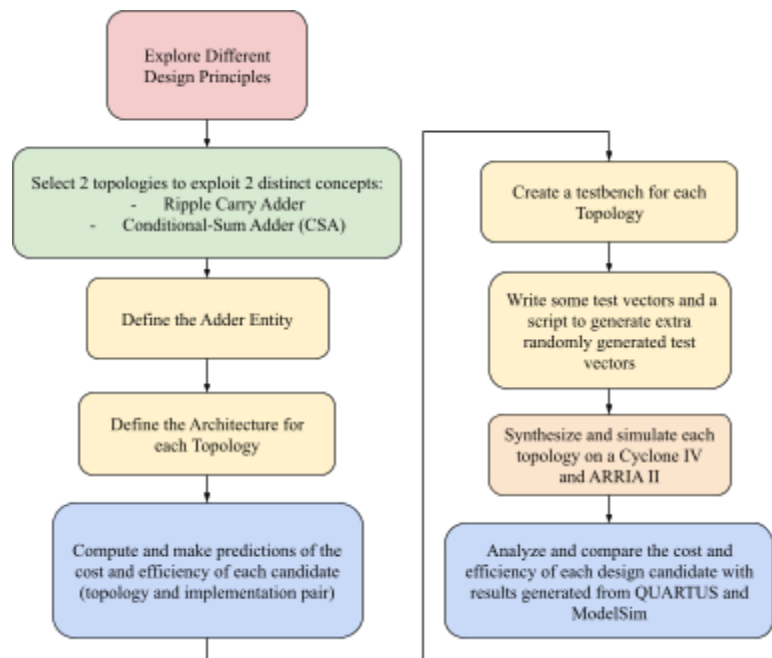 Explore Different
Design Principles
Select 2 topologies to exploit 2 distinct concepts:
- Ripple Carry Adder
- Conditional-Sum Adder (CSA)
Define the Adder Entity
Define the Architecture for
each Topology
Compute and make predictions of the
cost and efficiency of each candidate
(topology and implementation pair)
Create a testbench for each
Topology
Write some test vectors and a
script to generate extra
randomly generated test
vectors
Synthesize and simulate each
topology on a Cyclone IV
and ARRIA II
Analyze and compare the cost and
efficiency of each design candidate with
results generated from QUARTUS and
ModelSim